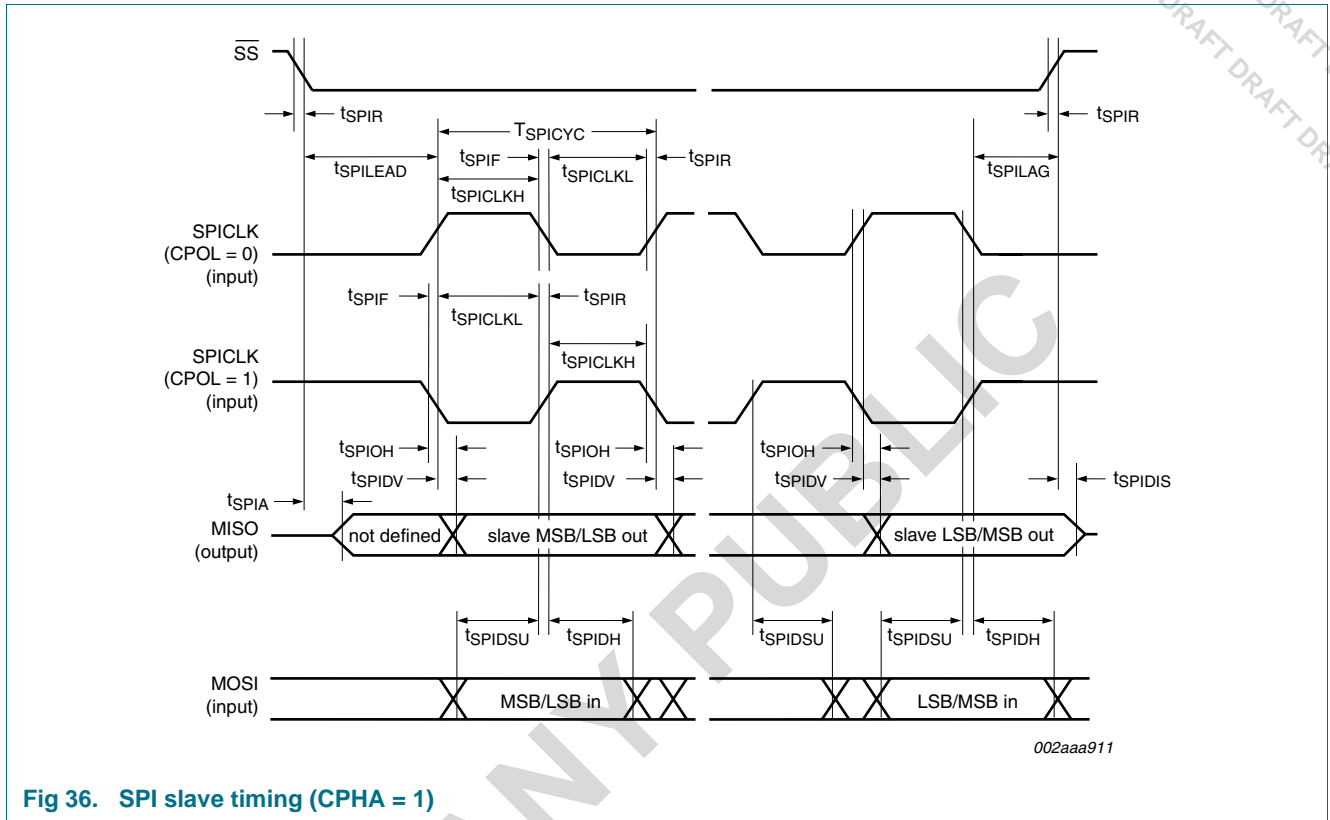 DRAFT DRAFT
DRAFT DRAFT DRA
SS
tSPIR
tSPIR
TSPICYC
tSPIF
tSPIR
tSPILEAD
tSPICLKL
tSPILAG
tSPICLKH
SPICLK
(CPOL = 0)
(input)
tSPIF
tSPIR
tSPICLKL
SPICLK
(CPOL = 1)
(input)
tSPICLKH
tSPIOH
tSPIOH
tSPIOH
tSPIDV
tSPIDV
tSPIDV
tSPIDIS
tSPIA
MISO
(output)
not defined
slave MSB/LSB out
slave LSB/MSB out
tSPIDSU
tSPIDH
tSPIDSU
tSPIDSU
tSPIDH
MOSI
(input)
MSB/LSB in
LSB/MSB in
002aaa911
Fig 36. SPI slave timing (CPHA = 1)
ANY PUBLIC